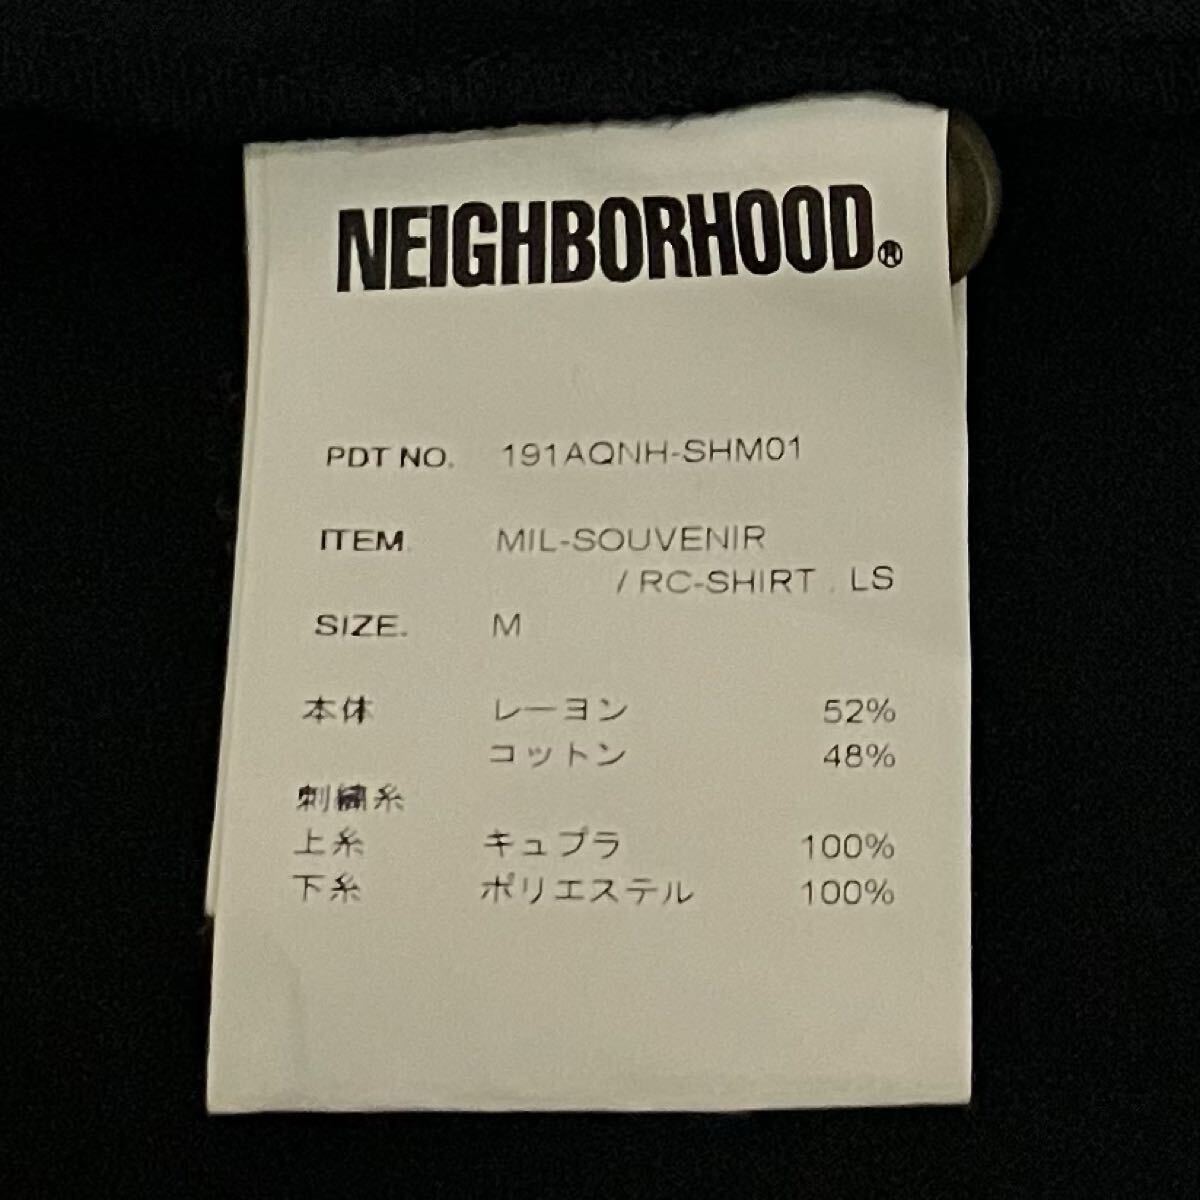 NEIGHBORHOOD®
PDT NO. 191AQNH-SHM01
ITEM. MIL-SOUVENIR
/ RC-SHIRT . LS
SIZE. M
本体 レーヨン 52%
コットン 48%
刺繍糸
上糸 キュプラ 100%
下糸 ポリエステル 100%